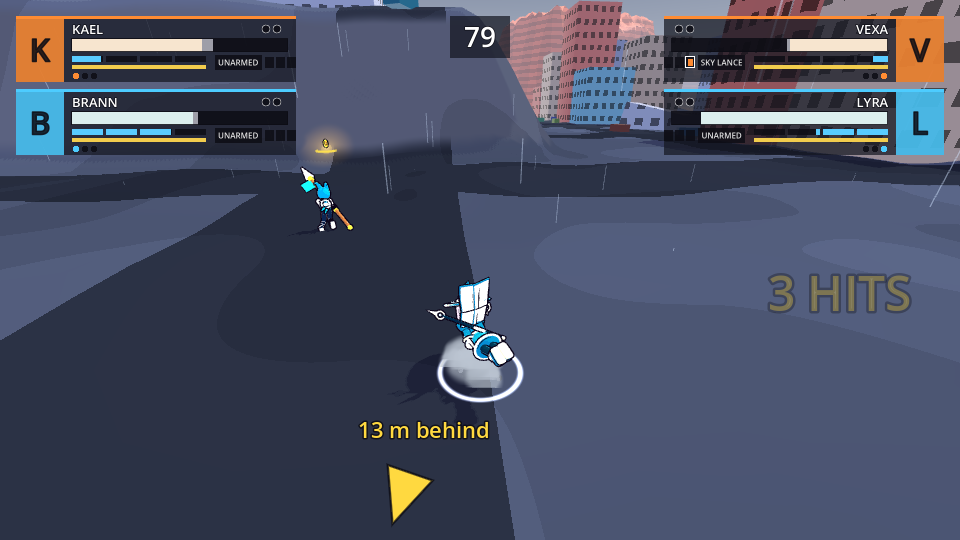 K
KAEL
UNARMED
B
BRANN
UNARMED
79
VEXA
SKY LANCE
V
LYRA
UNARMED
L
3 HITS
13 m behind